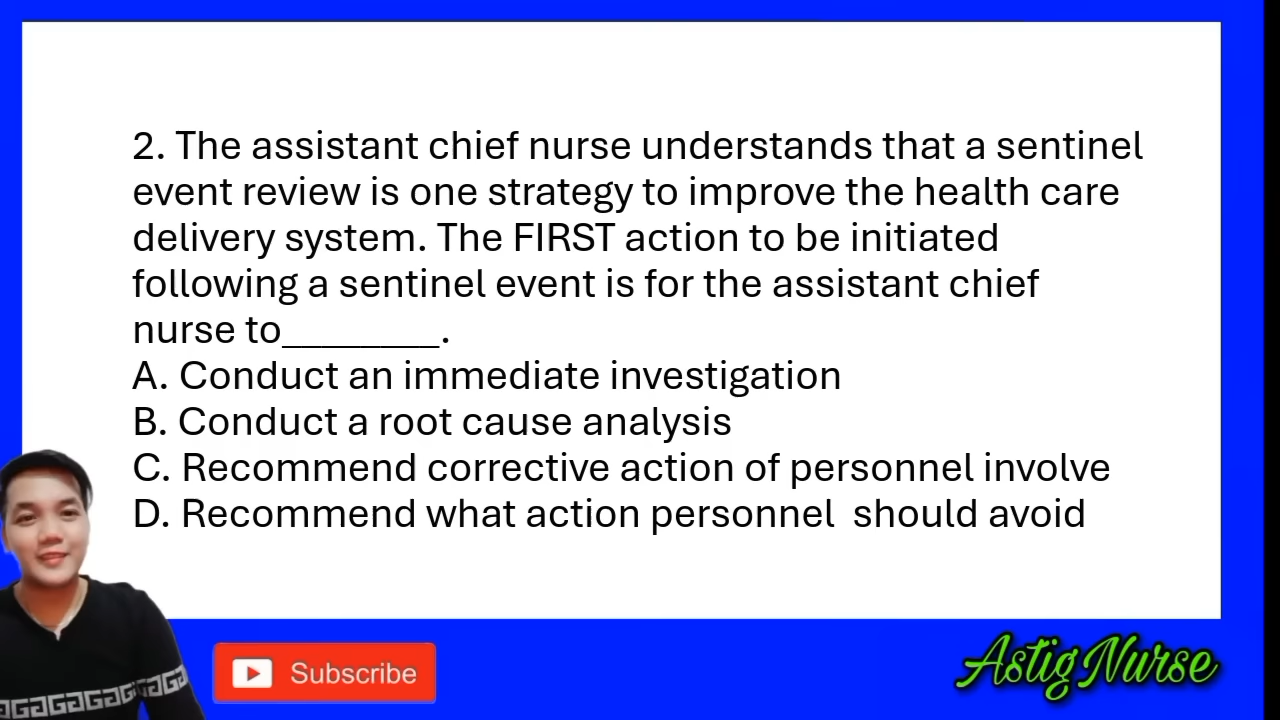 2. The assistant chief nurse understands that a sentinel
event review is one strategy to improve the health care
delivery system. The FIRST action to be initiated
following a sentinel event is for the assistant chief
nurse to________.
A. Conduct an immediate investigation
B. Conduct a root cause analysis
C. Recommend corrective action of personnel involve
D. Recommend what action personnel  should avoid
Subscribe
Astig Nurse